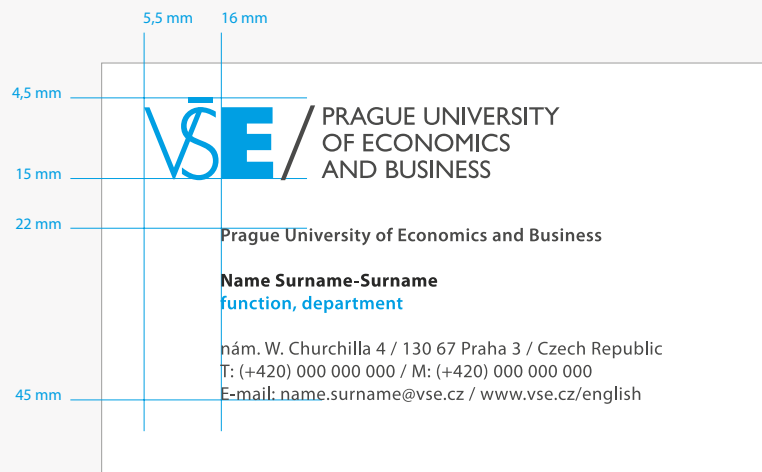 5,5 mm 16 mm
4,5 mm
VŠE / PRAGUE UNIVERSITY
OF ECONOMICS
AND BUSINESS
15 mm
22 mm
Prague University of Economics and Business
Name Surname-Surname
function, department
nám. W. Churchilla 4 / 130 67 Praha 3 / Czech Republic
T: (+420) 000 000 000 / M: (+420) 000 000 000
45 mm
E-mail: name.surname@vse.cz / www.vse.cz/english